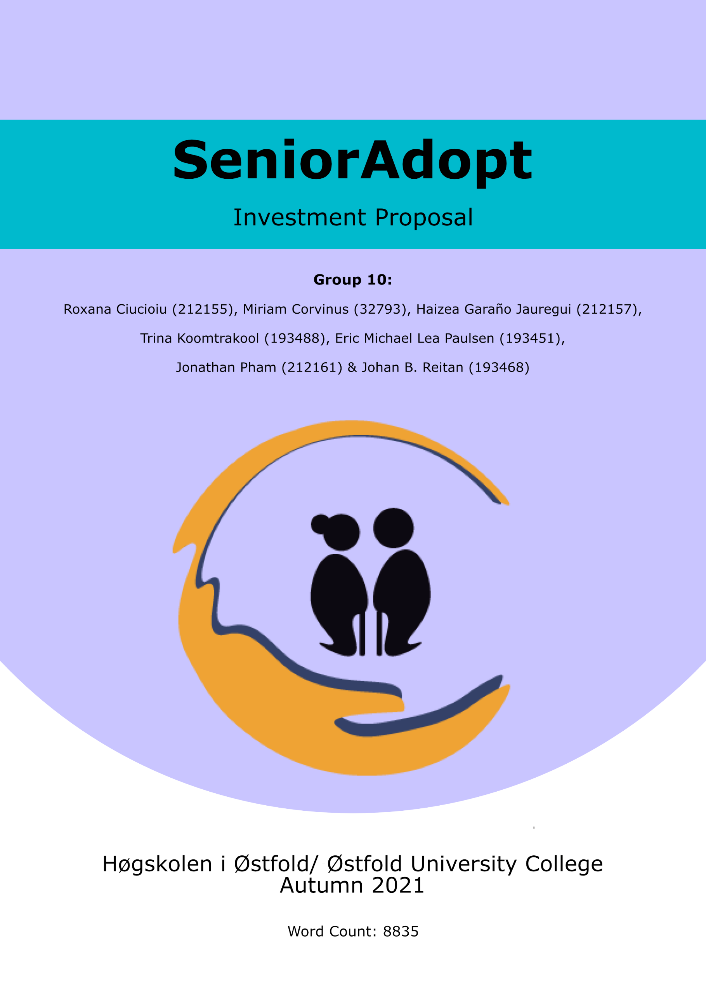 SeniorAdopt
Investment Proposal
Group 10:
Roxana Ciucioiu (212155), Miriam Corvinus (32793), Haizea Garaño Jauregui (212157),
Trina Koomtrakool (193488), Eric Michael Lea Paulsen (193451),
Jonathan Pham (212161) & Johan B. Reitan (193468)
Høgskolen i Østfold/ Østfold University College
Autumn 2021
Word Count: 8835